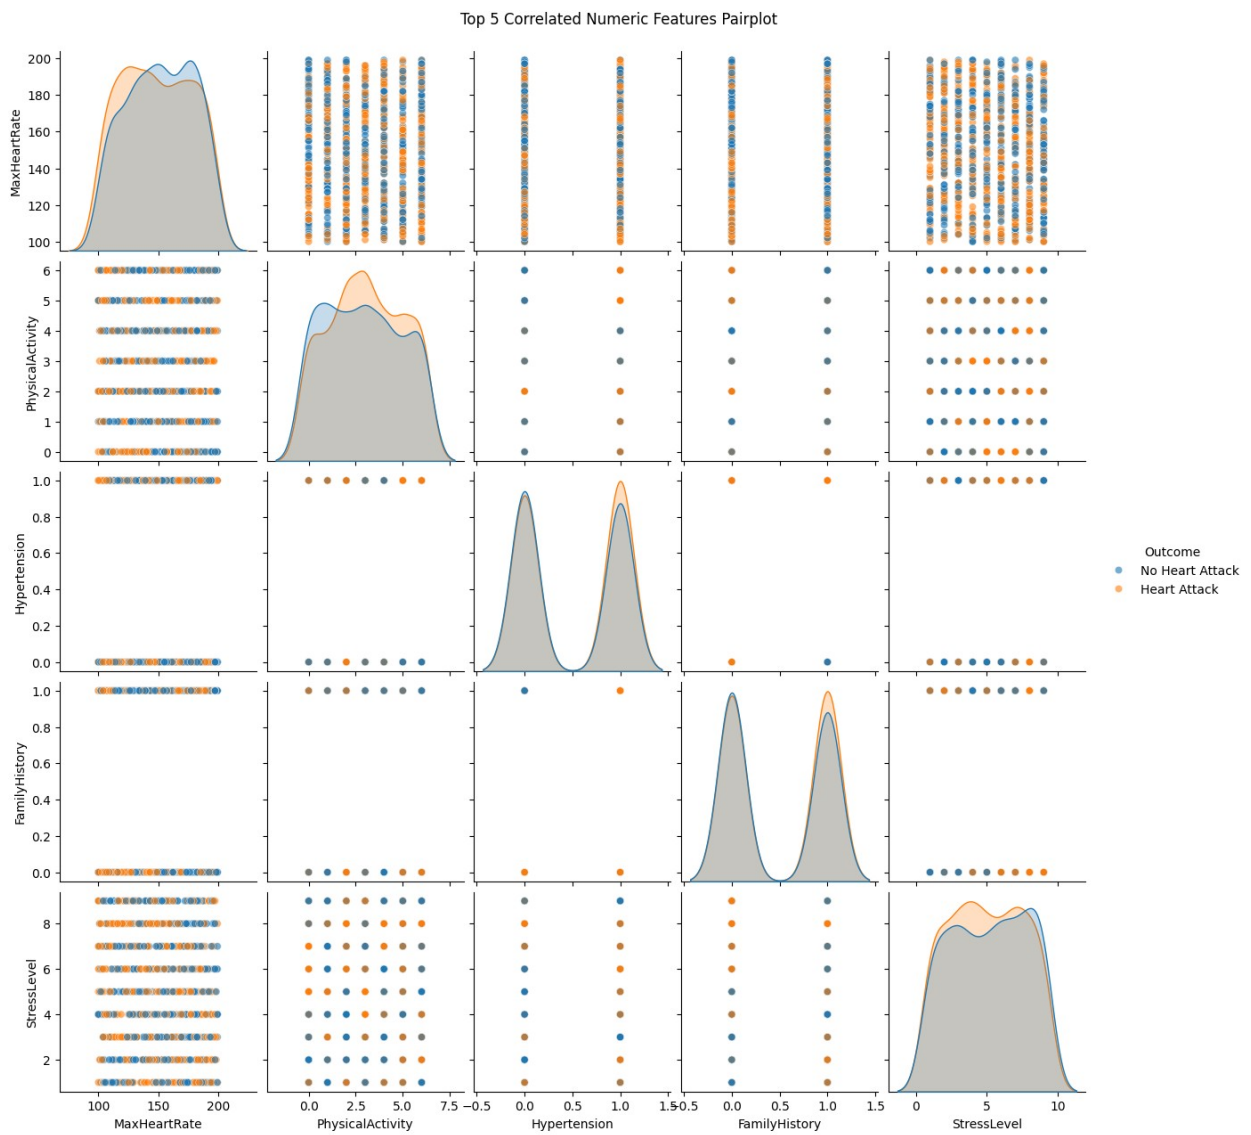 Top 5 Correlated Numeric Features Pairplot
200
180
160
140
120
100
MaxHeartRate
6
5
4
3
2
1
0
PhysicalActivity
1.0
0.8
0.6
0.4
0.2
0.0
Hypertension
Outcome
No Heart Attack
Heart Attack
1.0
0.8
0.6
0.4
0.2
0.0
FamilyHistory
8
6
4
2
StressLevel
100 150 200
0.0 2.5 5.0 7.5
−0.5 0.0 0.5 1.0 1.5
−0.5 0.0 0.5 1.0 1.5
0 5 10
MaxHeartRate PhysicalActivity Hypertension FamilyHistory StressLevel